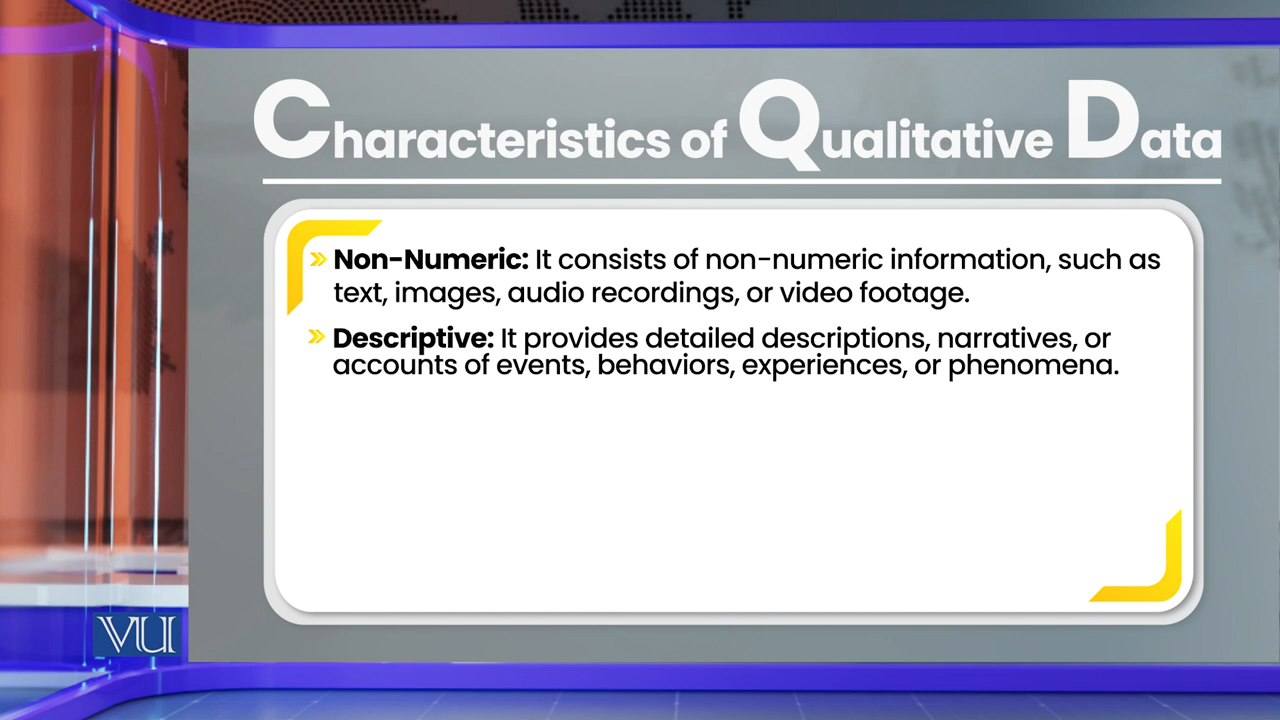 Characteristics of Qualitative Data
» Non-Numeric: It consists of non-numeric information, such as
text, images, audio recordings, or video footage.
» Descriptive: It provides detailed descriptions, narratives, or
accounts of events, behaviors, experiences, or phenomena.
VU